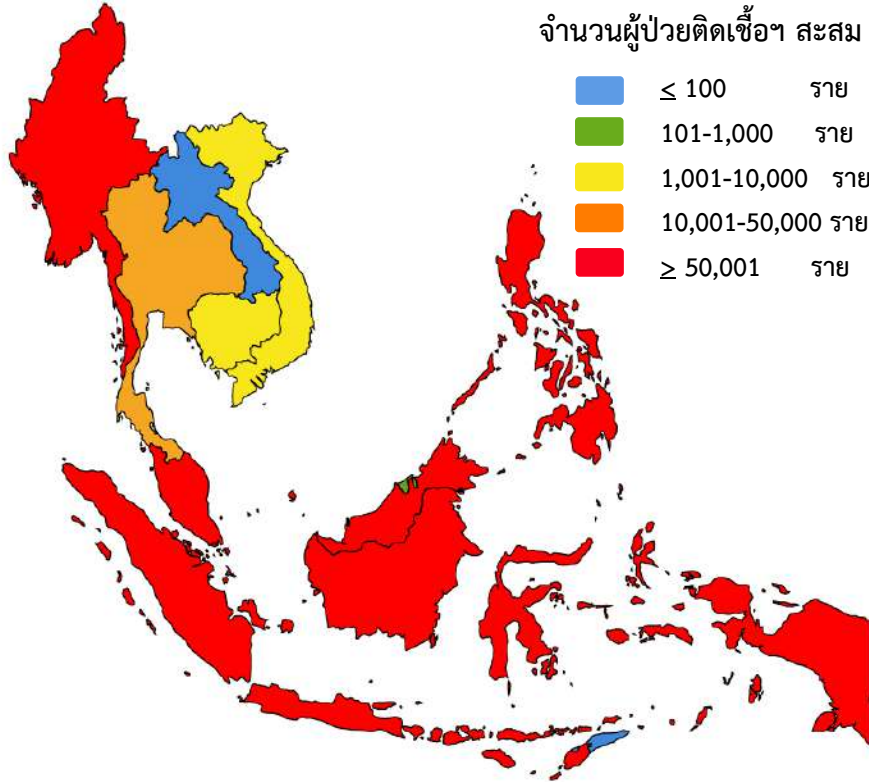 จำนวนผู้ป่วยติดเชื้อฯ สะสม
≤ 100 ราย
101-1,000 ราย
1,001-10,000 ราย
10,001-50,000 ราย
≥ 50,001 ราย